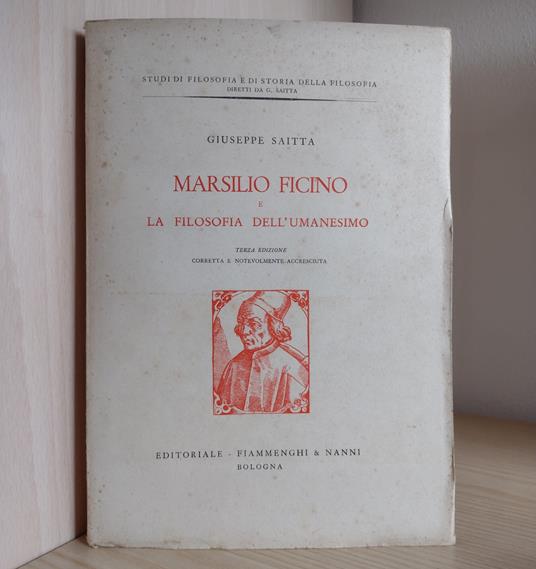 STUDI DI FILOSOFIA E DI STORIA DELLA FILOSOFIA
DIRETTI DA G. SAITTA
GIUSEPPE SAITTA
MARSILIO FICINO
E
LA FILOSOFIA DELL'UMANESIMO
TERZA EDIZIONE
CORRETTA E NOTEVOLMENTE ACCRESCIUTA
EDITORIALE - FIAMMENGHI & NANNI
BOLOGNA